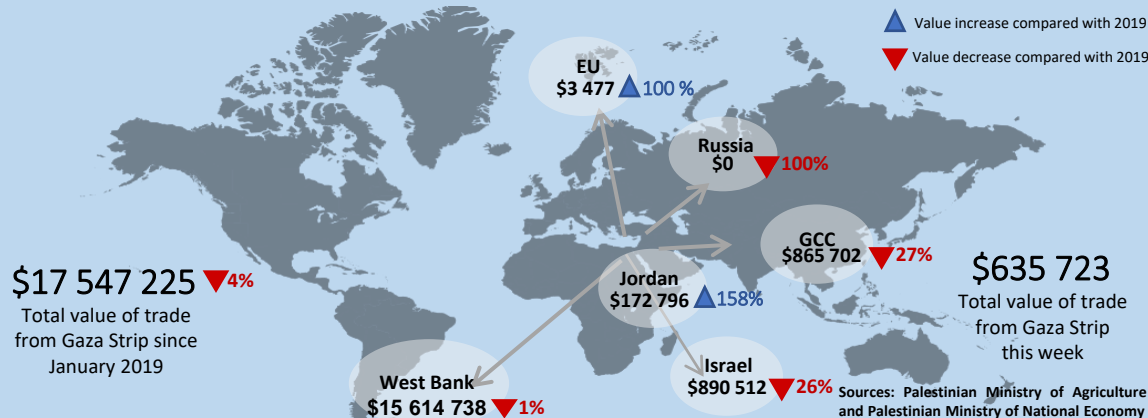 Value increase compared with 2019
Value decrease compared with 2019
EU
$3 477 100 %
Russia
$0 100%
GCC
$865 702 27%
Jordan
$172 796 158%
$17 547 225 4%
Total value of trade
from Gaza Strip since
January 2019
$635 723
Total value of trade
from Gaza Strip
this week
West Bank
$15 614 738 1%
Israel
$890 512 26%
Sources: Palestinian Ministry of Agriculture
and Palestinian Ministry of National Economy